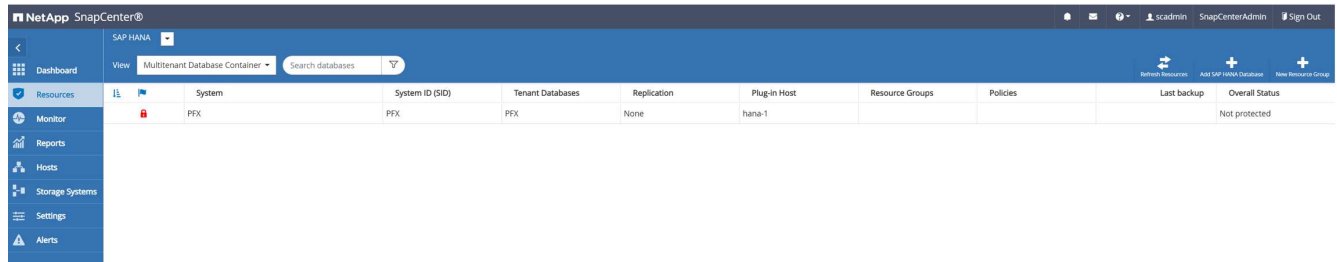 NetApp SnapCenter®
scadmin SnapCenterAdmin Sign Out
SAP HANA
Dashboard
View Multitenant Database Container Search databases
Refresh Resources Add SAP HANA Database New Resource Group
Resources
System System ID (SID) Tenant Databases Replication Plug-in Host Resource Groups Policies Last backup Overall Status
Monitor
PFX PFX PFX None hana-1 Not protected
Reports
Hosts
Storage Systems
Settings
Alerts